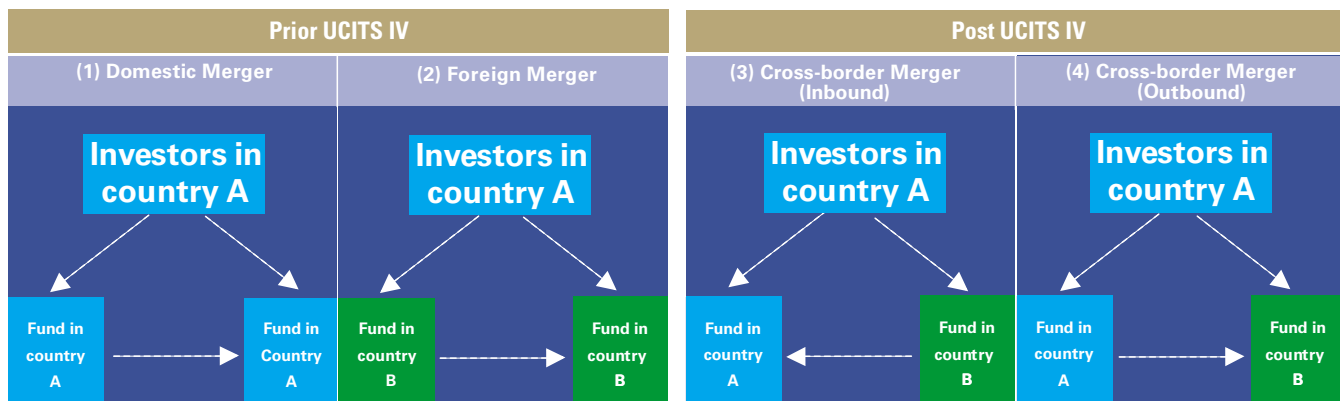 Prior UCITS IV
(1) Domestic Merger
(2) Foreign Merger
Investors in
country A
Investors in
country A
Fund in
country
A
Fund in
Country
A
Fund in
country
B
Fund in
country
B
Post UCITS IV
(3) Cross-border Merger
(Inbound)
(4) Cross-border Merger
(Outbound)
Investors in
country A
Investors in
country A
Fund in
country
A
Fund in
country
B
Fund in
country
A
Fund in
country
B